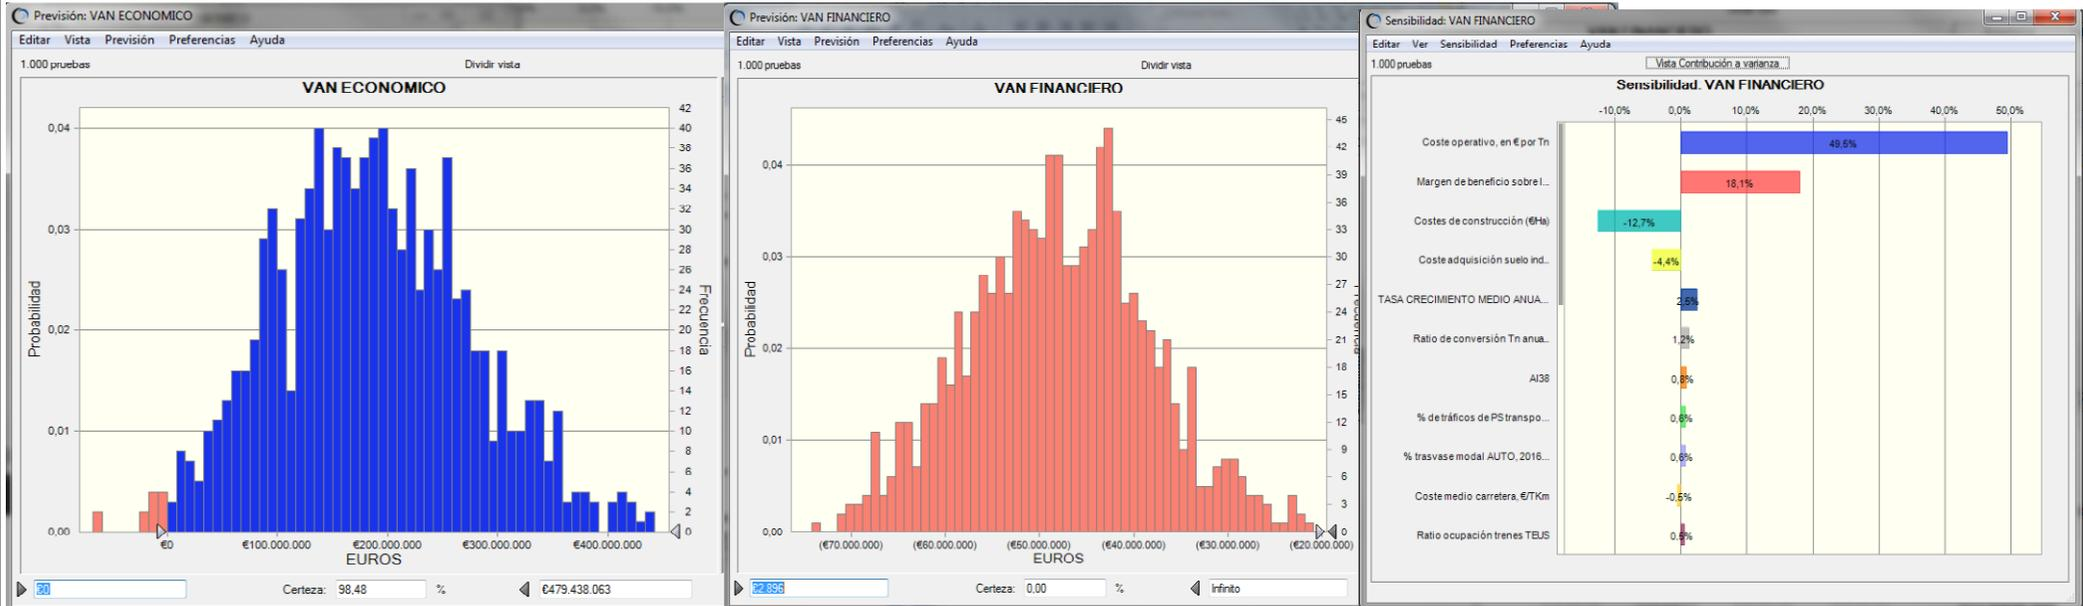 Previsión: VAN ECONOMICO
Editar Vista Previsión Preferencias Ayuda
1.000 pruebas Dividir vista
VAN ECONOMICO
Probabilidad
0,04
0,03
0,02
0,01
0,00
42
40
38
36
34
32
30
28
26
24
22
20
18
16
14
12
10
8
6
4
2
0
Frecuencia
€0 €100.000.000 €200.000.000 €300.000.000 €400.000.000
EUROS
€0 Certeza: 98,48 % €479.438.063
Previsión: VAN FINANCIERO
Editar Vista Previsión Preferencias Ayuda
1.000 pruebas Dividir vista
VAN FINANCIERO
Probabilidad
0,04
0,03
0,02
0,01
0,00
45
42
39
36
33
30
27
24
21
18
15
12
9
6
3
0
(€70.000.000) (€60.000.000) (€50.000.000) (€40.000.000) (€30.000.000) (€20.000.000)
EUROS
€2.896 Certeza: 0,00 % Infinito
Sensibilidad: VAN FINANCIERO
Editar Ver Sensibilidad Preferencias Ayuda
1.000 pruebas Vista Contribución a varianza
Sensibilidad. VAN FINANCIERO
-10,0% 0,0% 10,0% 20,0% 30,0% 40,0% 50,0%
Coste operativo, en € por Tn 49,5%
Margen de beneficio sobre l... 18,1%
Costes de construcción (€/Ha) -12,7%
Coste adquisición suelo ind... -4,4%
TASA CRECIMIENTO MEDIO ANUA... 2,5%
Ratio de conversión Tn anua... 1,2%
AI38 0,8%
% de tráficos de PS transpo... 0,6%
% trasvase modal AUTO, 2016... 0,6%
Coste medio carretera, €/TKm -0,5%
Ratio ocupación trenes TEUS 0,5%